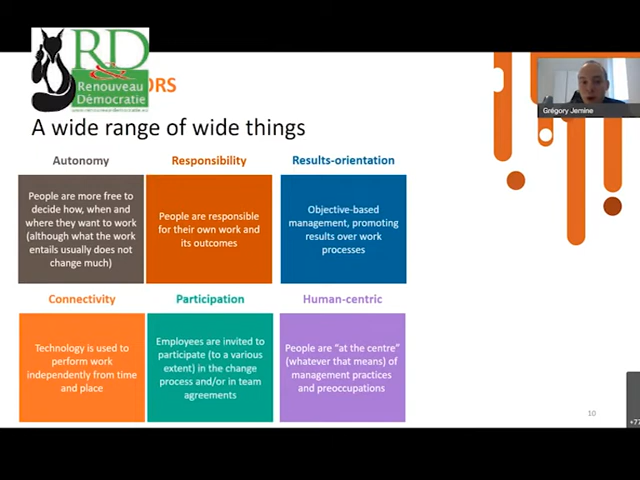 RD
&
Renouveau
Démocratie
ORS
Grégory Jemine
A wide range of wide things
Autonomy
Responsibility
Results-orientation
People are more free to
decide how, when and
where they want to work
(although what the work
entails usually does not
change much)
People are responsible
for their own work and
its outcomes
Objective-based
management, promoting
results over work
processes
Connectivity
Participation
Human-centric
Technology is used to
perform work
independently from time
and place
Employees are invited to
participate (to a various
extent) in the change
process and/or in team
agreements
People are “at the centre”
(whatever that means) of
management practices
and preoccupations
10